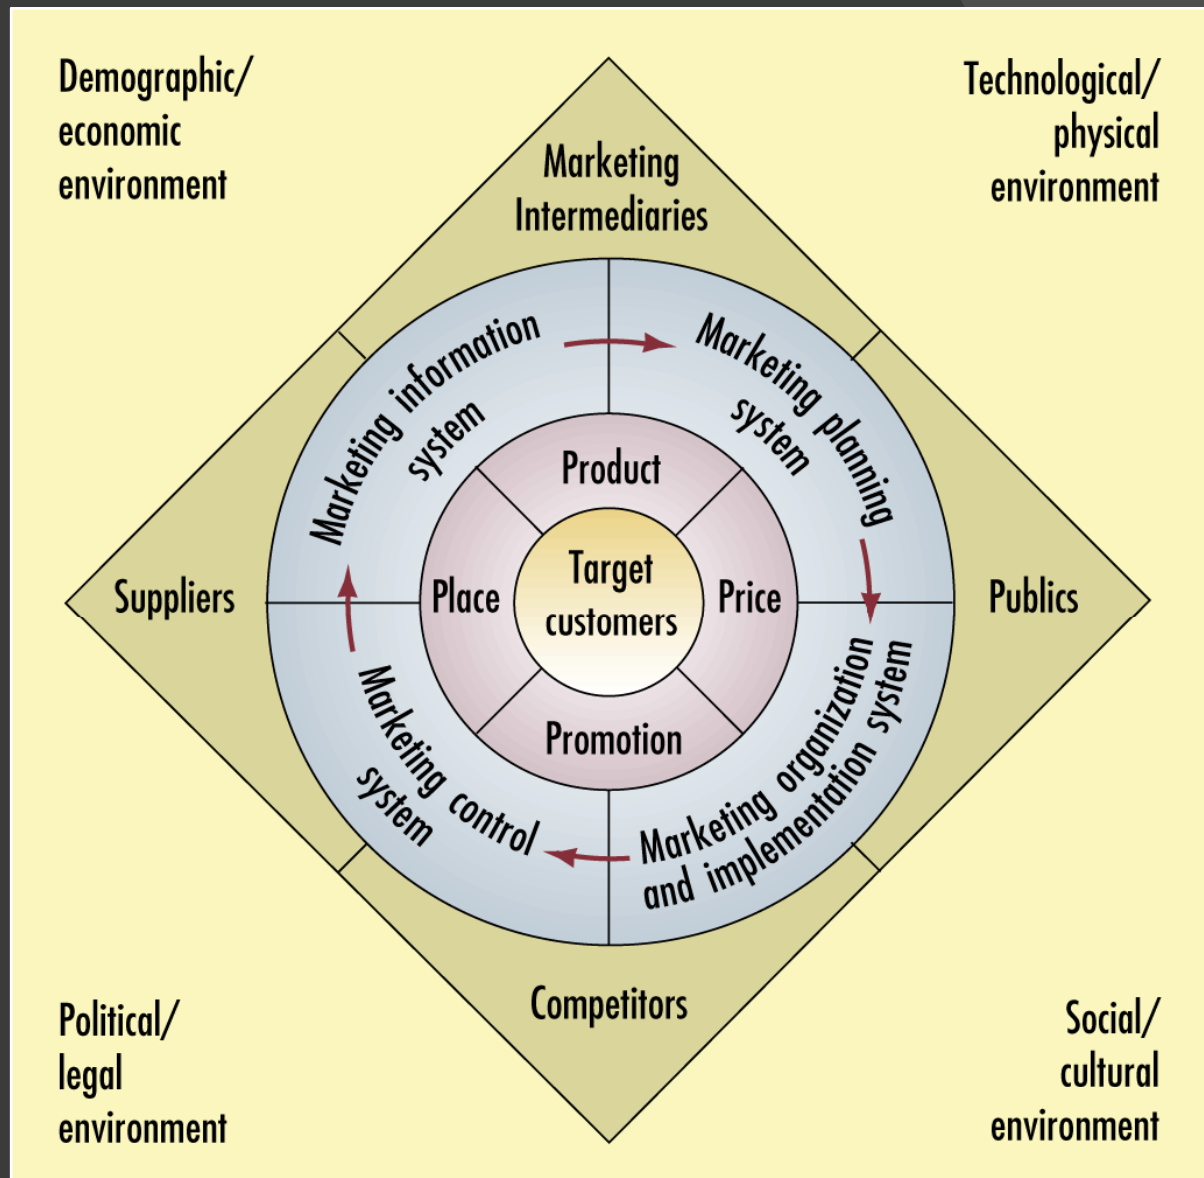 Demographic/
economic
environment
Technological/
physical
environment
Marketing
Intermediaries
Marketing information
system
Marketing planning
system
Product
Suppliers
Place
Target
customers
Price
Publics
Promotion
Marketing control
system
Marketing organization
and implementation system
Competitors
Political/
legal
environment
Social/
cultural
environment